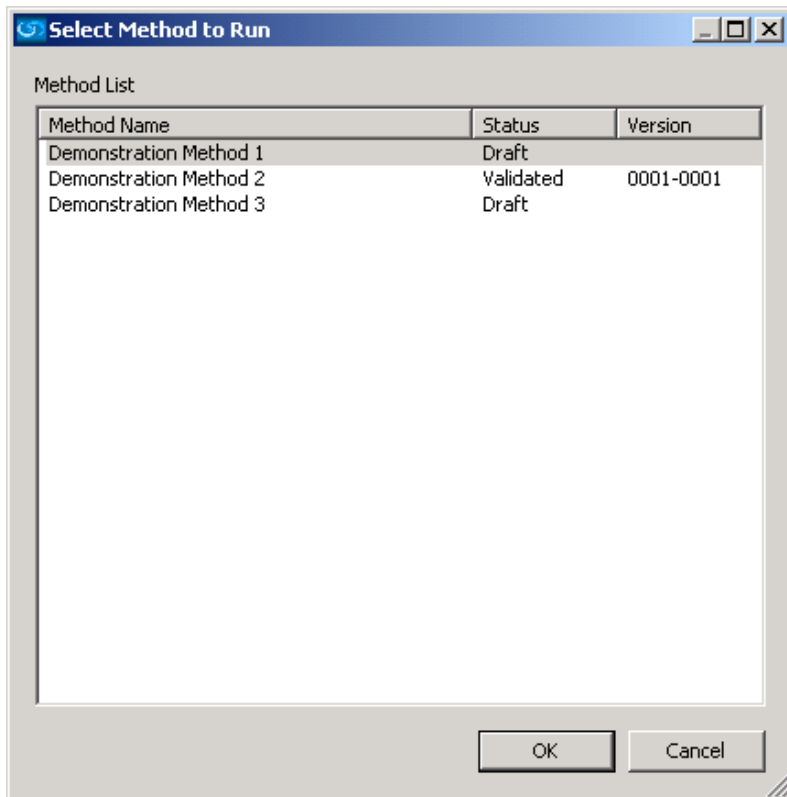 Select Method to Run
Method List
Method Name Status Version
Demonstration Method 1 Draft
Demonstration Method 2 Validated 0001-0001
Demonstration Method 3 Draft
OK Cancel